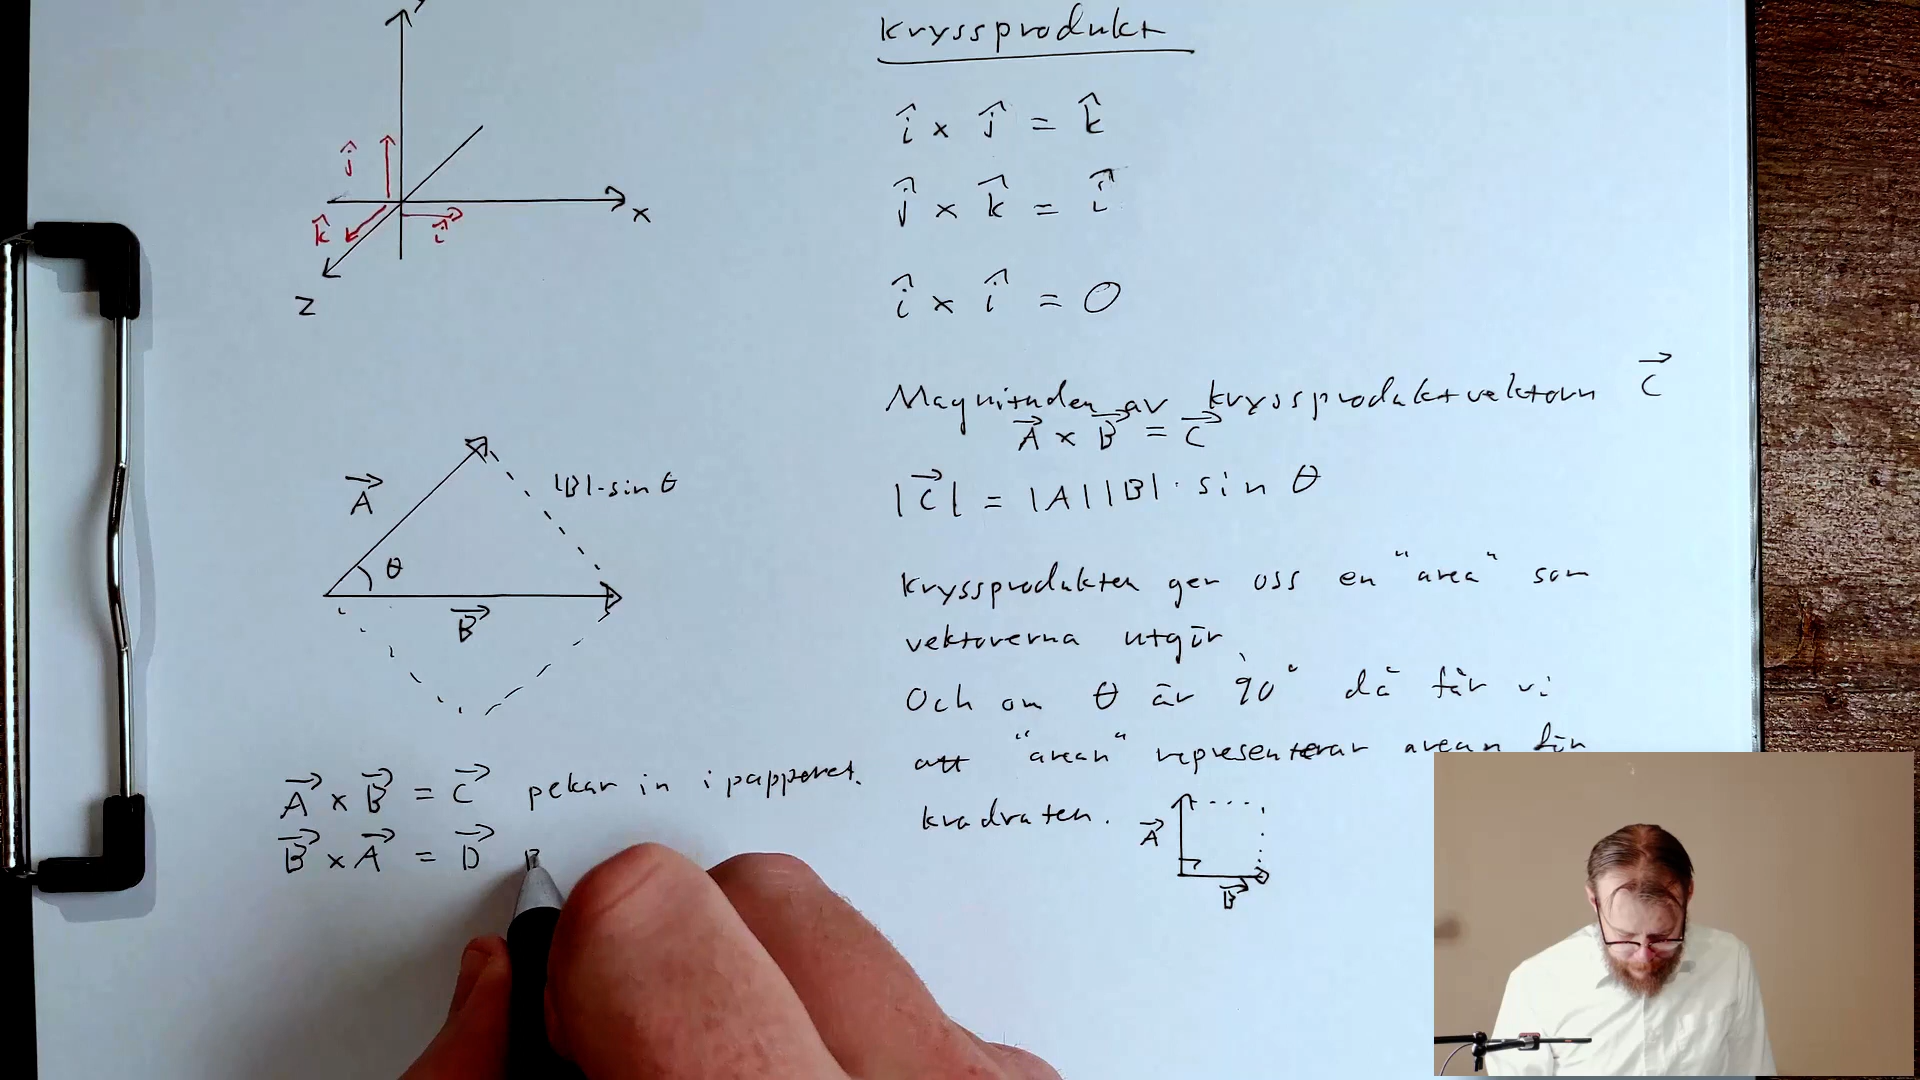 Kryssprodukt
î × ĵ = k̂
ĵ × k̂ = î
î × î = 0
ĵ
k̂
î
x
z
Magnituden av kryssproduktvektorn C⃗
A⃗ × B⃗ = C⃗
|C⃗| = |A||B|· sin θ
A⃗
|B|·sin θ
θ
B⃗
Kryssprodukten ger oss en "area" som
vektorerna utgör
Och om θ är 90° då får vi
att "arean" representerar arean för
kvadraten.
A⃗
B⃗
A⃗ × B⃗ = C⃗ pekar in i papperet.
B⃗ × A⃗ = D⃗